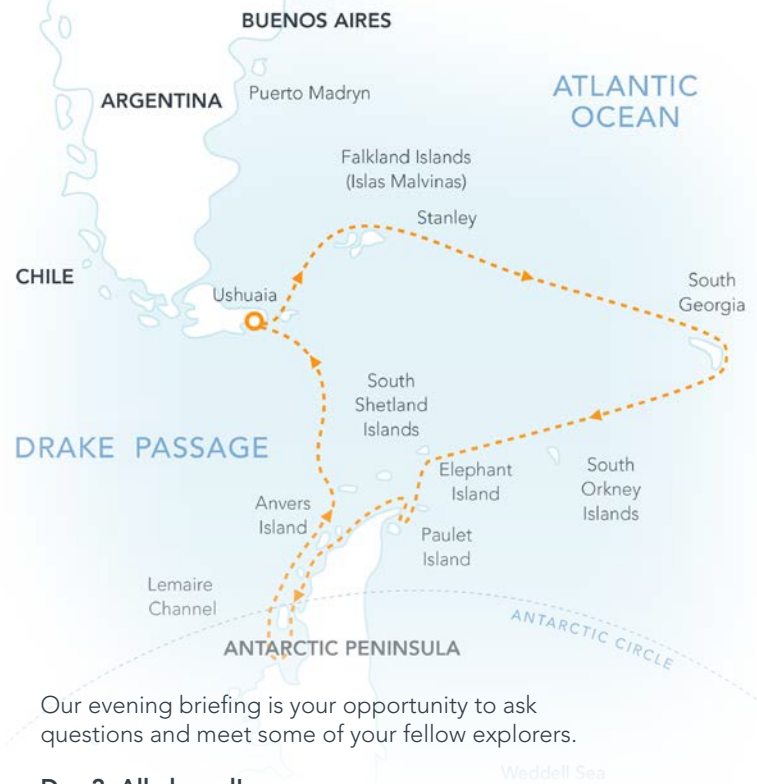 BUENOS AIRES
Puerto Madryn
ARGENTINA
ATLANTIC
OCEAN
Falkland Islands
(Islas Malvinas)
Stanley
CHILE
Ushuaia
South
Georgia
South
Shetland
Islands
DRAKE PASSAGE
Elephant
Island
South
Orkney
Islands
Anvers
Island
Paulet
Island
Lemaire
Channel
ANTARCTIC CIRCLE
ANTARCTIC PENINSULA
Our evening briefing is your opportunity to ask
questions and meet some of your fellow explorers.
Weddell Sea